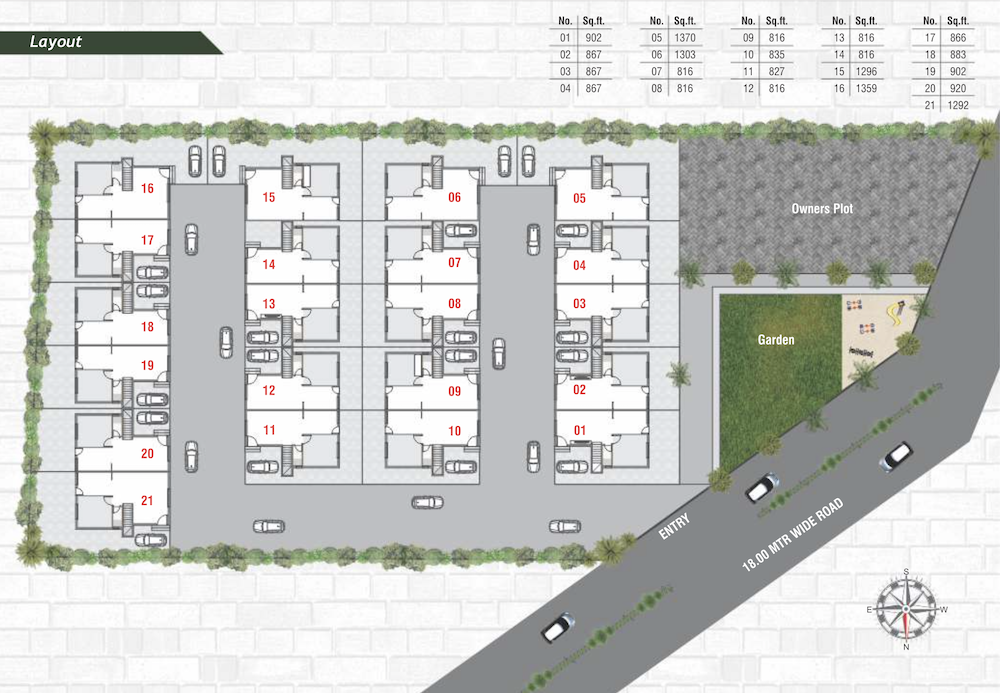 Layout
No. Sq.ft. No. Sq.ft. No. Sq.ft. No. Sq.ft. No. Sq.ft.
01 902 05 1370 09 816 13 816 17 866
02 867 06 1303 10 835 14 816 18 883
03 867 07 816 11 827 15 1296 19 902
04 867 08 816 12 816 16 1359 20 920
21 1292
16 15 06 05
17 14 07 04
13 08 03
18
19 12 09 02
11 10 01
20
21
Owners Plot
Garden
ENTRY
18.00 MTR WIDE ROAD
S
E W
N